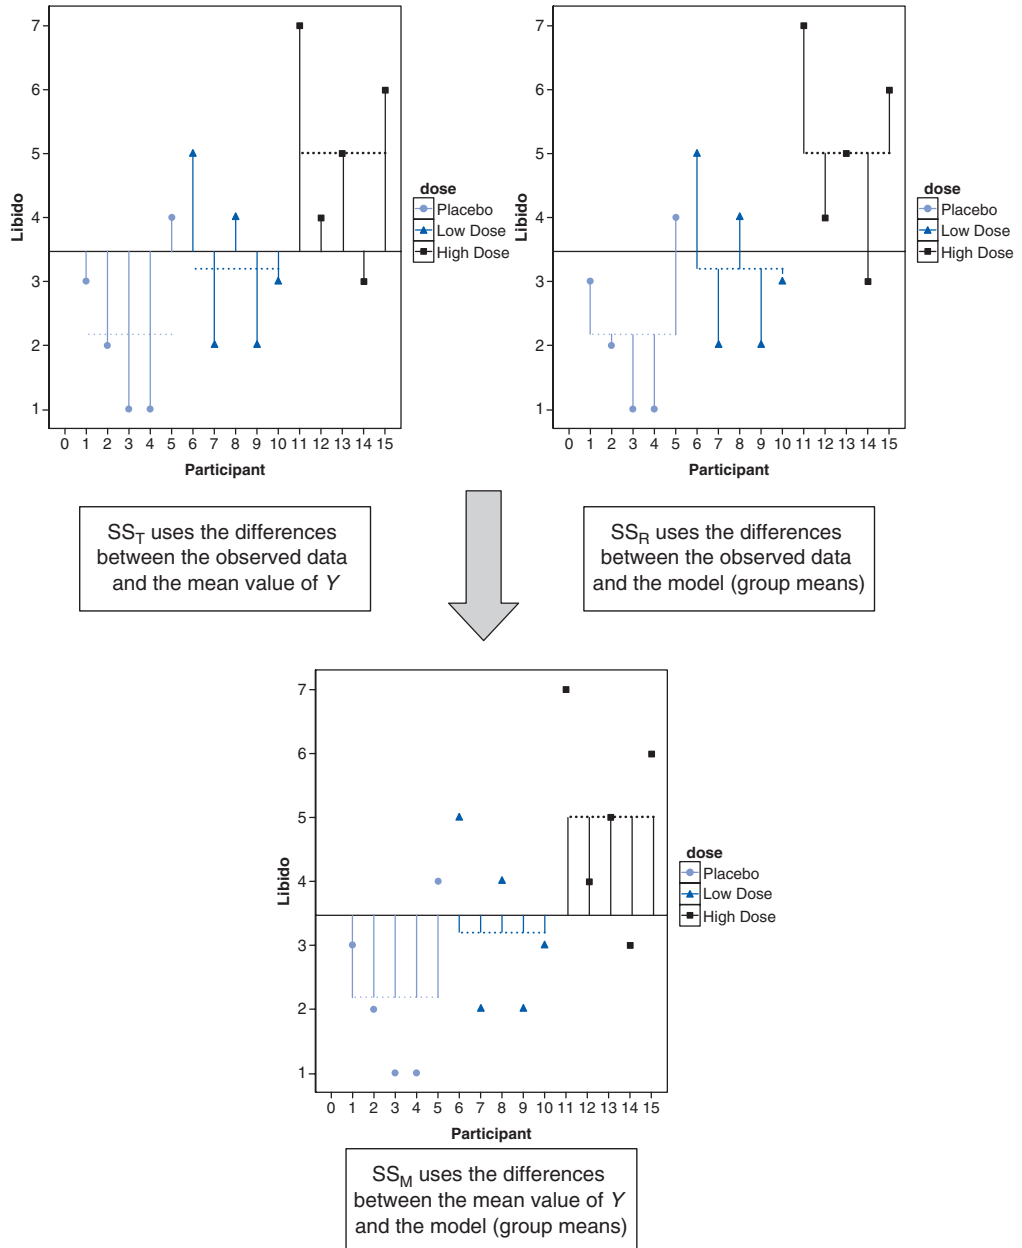 7
6
5
4
3
2
1
Libido
0 1 2 3 4 5 6 7 8 9 10 11 12 13 14 15
Participant
dose
Placebo
Low Dose
High Dose
SST uses the differences
between the observed data
and the mean value of Y
7
6
5
4
3
2
1
Libido
0 1 2 3 4 5 6 7 8 9 10 11 12 13 14 15
Participant
dose
Placebo
Low Dose
High Dose
SSR uses the differences
between the observed data
and the model (group means)
7
6
5
4
3
2
1
Libido
0 1 2 3 4 5 6 7 8 9 10 11 12 13 14 15
Participant
dose
Placebo
Low Dose
High Dose
SSM uses the differences
between the mean value of Y
and the model (group means)